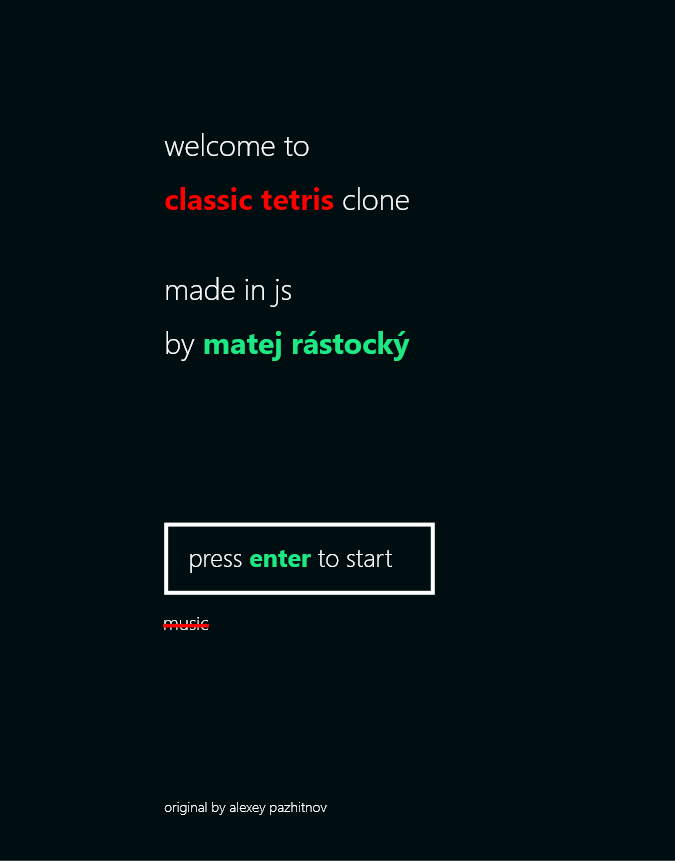 welcome to
classic tetris clone
made in js
by matej rástocký
press enter to start
music
original by alexey pazhitnov